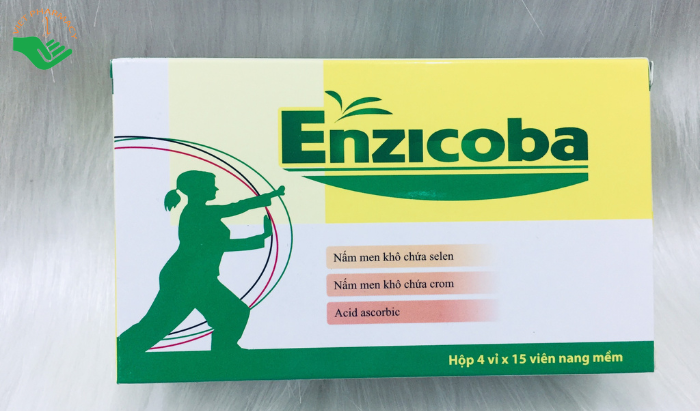 Enzicoba
Nấm men khô chứa selen
Nấm men khô chứa crom
Acid ascorbic
Hộp 4 vỉ x 15 viên nang mềm